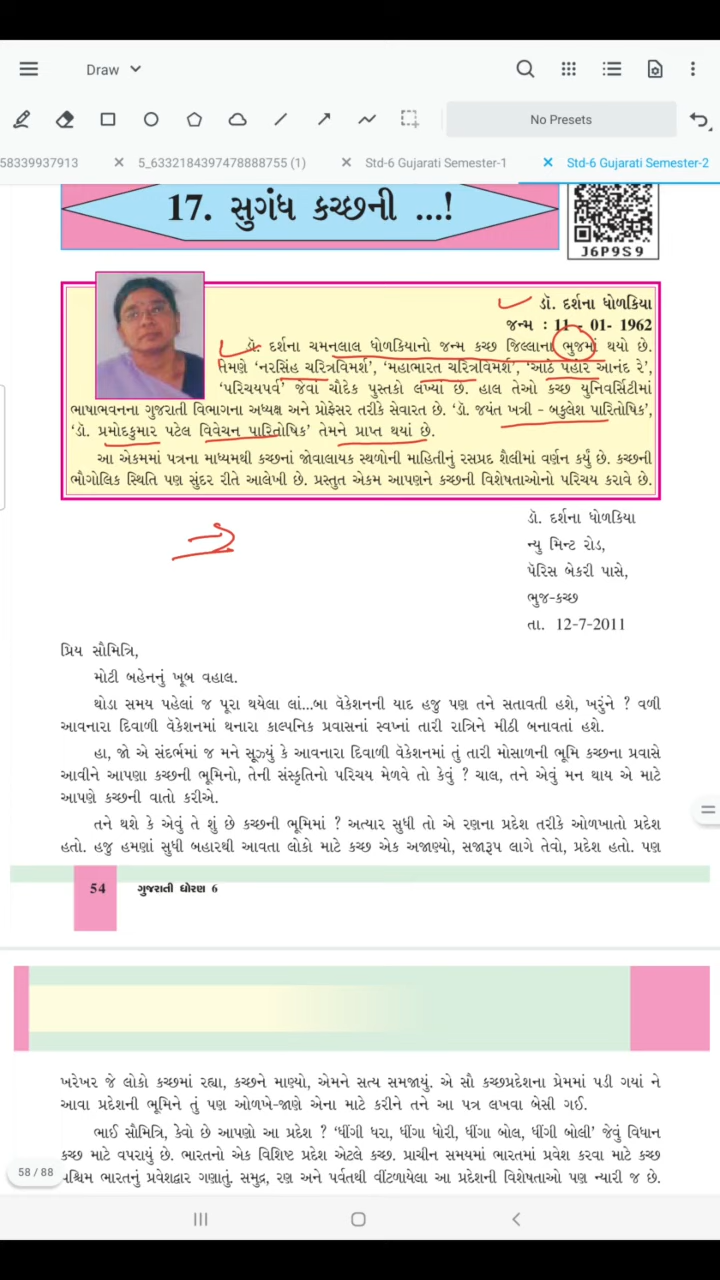 Draw
No Presets
58339937913
5_6332184397478888755 (1)
Std-6 Gujarati Semester-1
Std-6 Gujarati Semester-2
17. સુગંધ કચ્છની ...!
J6P9S9
ડૉ. દર્શના ધોળકિયા
જન્મ : 11 - 01- 1962
ડૉ. દર્શના ચમનલાલ ધોળકિયાનો જન્મ કચ્છ જિલ્લાના ભુજમાં થયો છે.
તિમણે ‘નરસિંહ ચરિત્રવિમર્શ’, ‘મહાભારત ચરિત્રવિમર્શ’, ‘આઠે પહોર આનંદ રે’,
‘પરિચયપર્વ’ જેવાં ચૌદેક પુસ્તકો લખ્યાં છે. હાલ તેઓ કચ્છ યુનિવર્સિટીમાં
ભાષાભવનના ગુજરાતી વિભાગના અધ્યક્ષ અને પ્રોફેસર તરીકે સેવારત છે. ‘ડૉ. જયંત ખત્રી - બકુલેશ પારિતોષિક’,
‘ડૉ. પ્રમોદકુમાર પટેલ વિવેચન પારિતોષિક’ તેમને પ્રાપ્ત થયાં છે.
આ એકમમાં પત્રના માધ્યમથી કચ્છનાં જોવાલાયક સ્થળોની માહિતીનું રસપ્રદ શૈલીમાં વર્ણન કર્યું છે. કચ્છની
ભૌગોલિક સ્થિતિ પણ સુંદર રીતે આલેખી છે. પ્રસ્તુત એકમ આપણને કચ્છની વિશેષતાઓનો પરિચય કરાવે છે.
ડૉ. દર્શના ધોળકિયા
ન્યુ મિન્ટ રોડ,
પૅરિસ બેકરી પાસે,
ભુજ-કચ્છ
તા. 12-7-2011
પ્રિય સૌમિત્રિ,
મોટી બહેનનું ખૂબ વહાલ.
થોડા સમય પહેલાં જ પૂરા થયેલા લાં...બા વૅકેશનની યાદ હજુ પણ તને સતાવતી હશે, ખરુંને ? વળી
આવનારા દિવાળી વૅકેશનમાં થનારા કાલ્પનિક પ્રવાસનાં સ્વપ્નાં તારી રાત્રિને મીઠી બનાવતાં હશે.
હા, જો એ સંદર્ભમાં જ મને સૂઝ્યું કે આવનારા દિવાળી વૅકેશનમાં તું તારી મોસાળની ભૂમિ કચ્છના પ્રવાસે
આવીને આપણા કચ્છની ભૂમિનો, તેની સંસ્કૃતિનો પરિચય મેળવે તો કેવું ? ચાલ, તને એવું મન થાય એ માટે
આપણે કચ્છની વાતો કરીએ.
તને થશે કે એવું તે શું છે કચ્છની ભૂમિમાં ? અત્યાર સુધી તો એ રણના પ્રદેશ તરીકે ઓળખાતો પ્રદેશ
હતો. હજુ હમણાં સુધી બહારથી આવતા લોકો માટે કચ્છ એક અજાણ્યો, સજારૂપ લાગે તેવો, પ્રદેશ હતો. પણ
54
ગુજરાતી ધોરણ 6
ખરેખર જે લોકો કચ્છમાં રહ્યા, કચ્છને માણ્યો, એમને સત્ય સમજાયું. એ સૌ કચ્છપ્રદેશના પ્રેમમાં પડી ગયાં ને
આવા પ્રદેશની ભૂમિને તું પણ ઓળખે-જાણે એના માટે કરીને તને આ પત્ર લખવા બેસી ગઈ.
ભાઈ સૌમિત્રિ, કેવો છે આપણો આ પ્રદેશ ? ‘ધીંગી ધરા, ધીંગા ધોરી, ધીંગા બોલ, ધીંગી બોલી’ જેવું વિધાન
કચ્છ માટે વપરાયું છે. ભારતનો એક વિશિષ્ટ પ્રદેશ એટલે કચ્છ. પ્રાચીન સમયમાં ભારતમાં પ્રવેશ કરવા માટે કચ્છ
પશ્ચિમ ભારતનું પ્રવેશદ્વાર ગણાતું. સમુદ્ર, રણ અને પર્વતથી વીંટળાયેલા આ પ્રદેશની વિશેષતાઓ પણ ન્યારી જ છે.
58 / 88